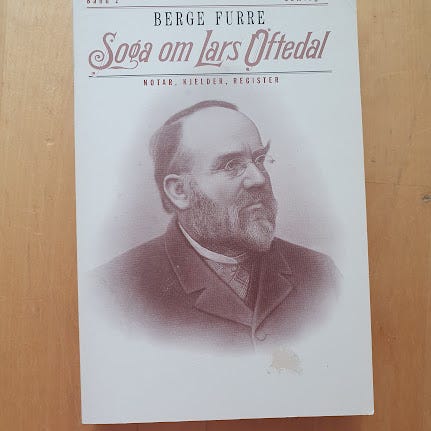 BERGE FURRE
Soga om Lars Oftedal
NOTAR, KJELDER, REGISTER